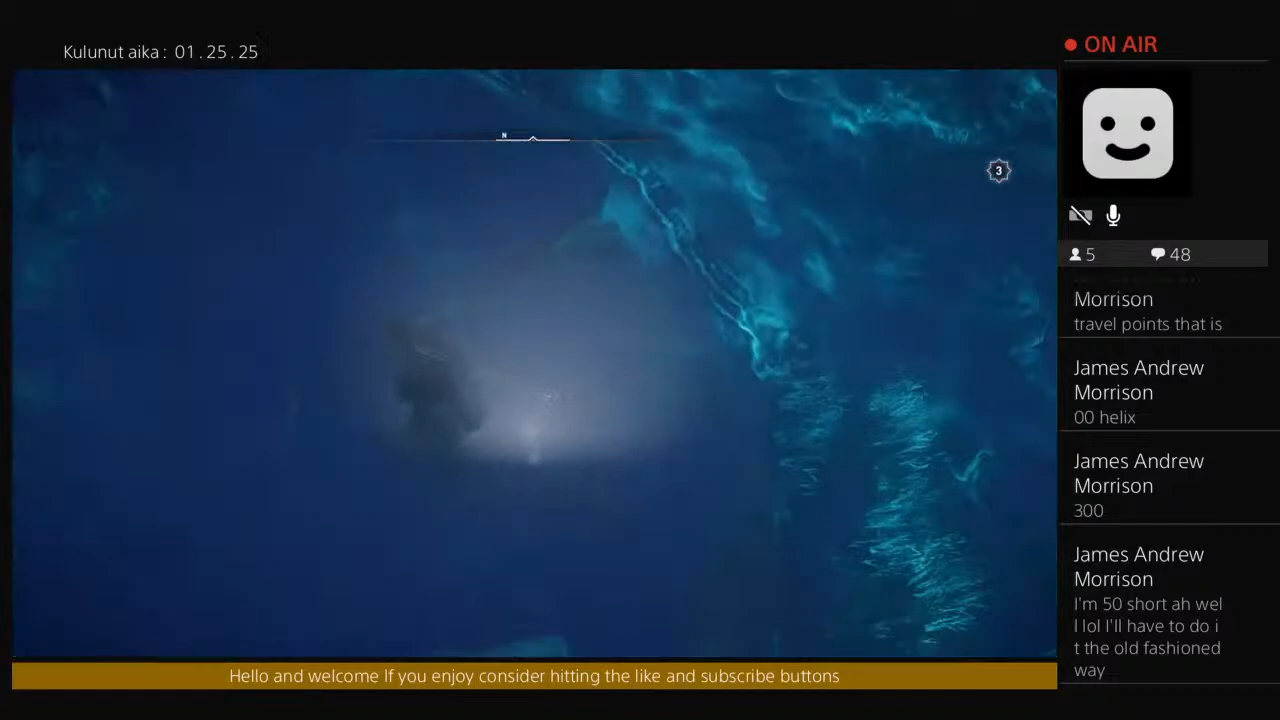 Kulunut aika : 01 . 25 . 25
ON AIR
N
3
5 48
Morrison
travel points that is
James Andrew
Morrison
00 helix
James Andrew
Morrison
300
James Andrew
Morrison
I'm 50 short ah wel
l lol I'll have to do i
t the old fashioned
way
Hello and welcome If you enjoy consider hitting the like and subscribe buttons